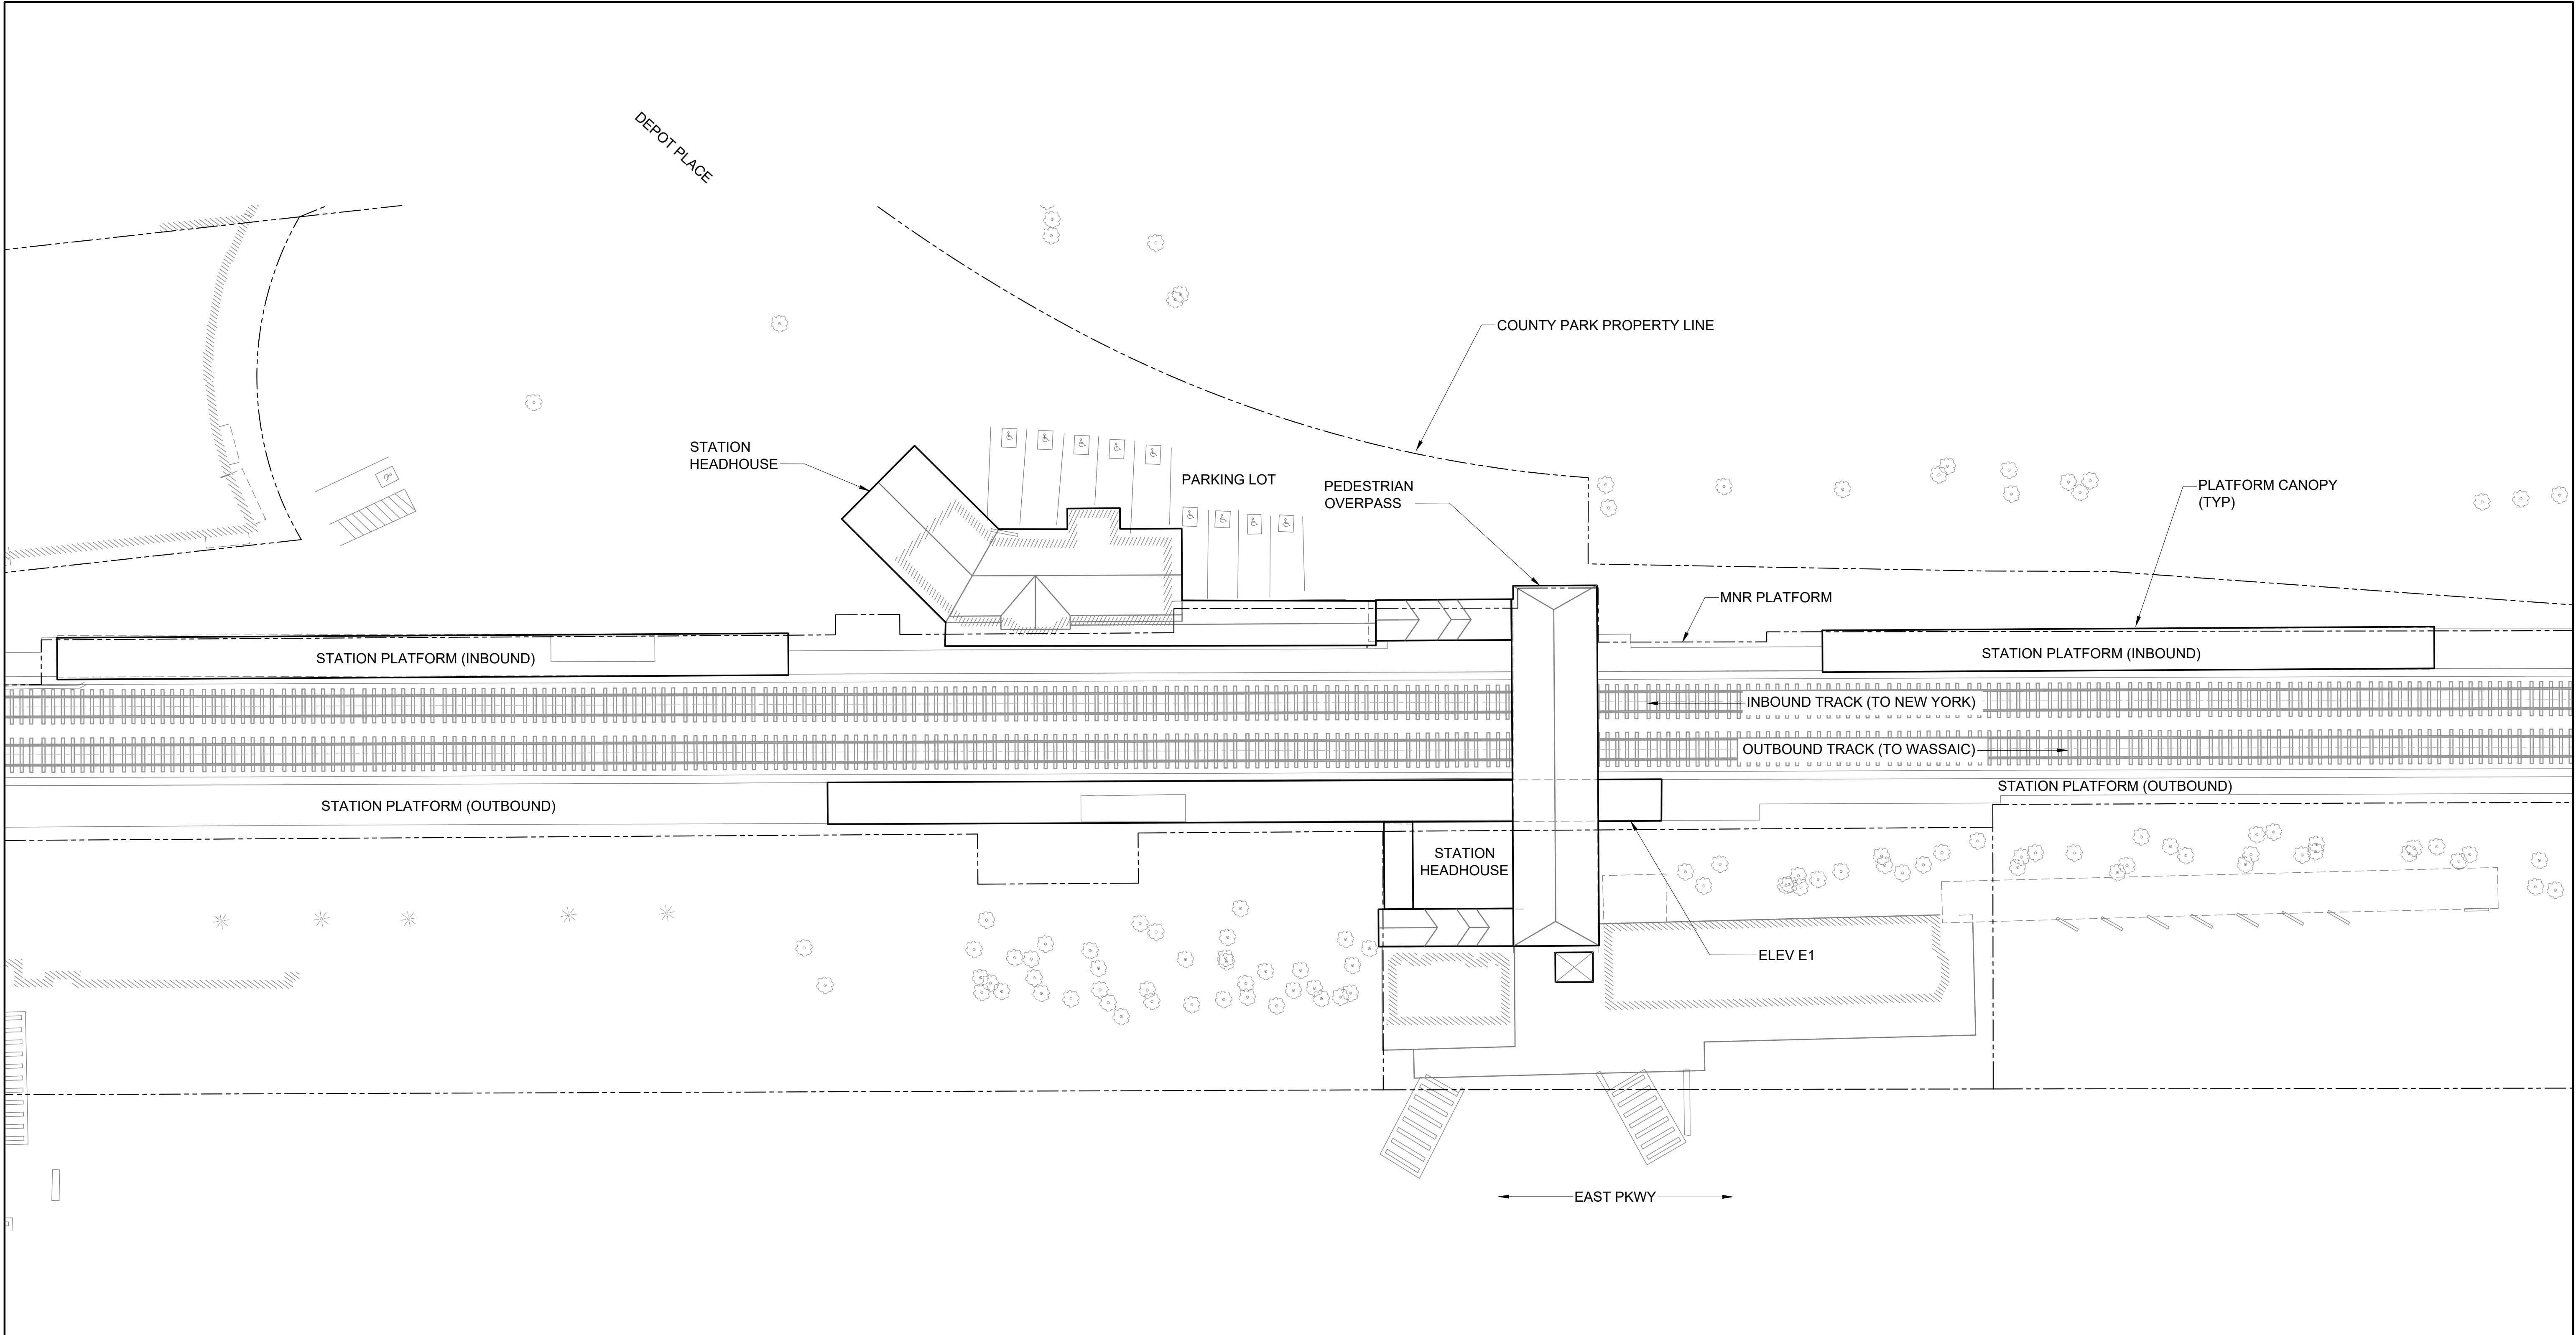 DEPOT PLACE
COUNTY PARK PROPERTY LINE
STATION
HEADHOUSE
PARKING LOT
PEDESTRIAN
OVERPASS
PLATFORM CANOPY
(TYP)
MNR PLATFORM
STATION PLATFORM (INBOUND)
STATION PLATFORM (INBOUND)
INBOUND TRACK (TO NEW YORK)
OUTBOUND TRACK (TO WASSAIC)
STATION PLATFORM (OUTBOUND)
STATION PLATFORM (OUTBOUND)
STATION
HEADHOUSE
ELEV E1
EAST PKWY